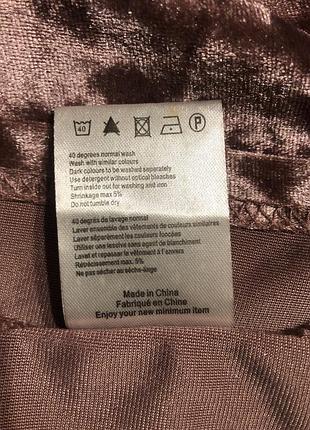 40 P
40 degrees normal wash
Wash with similar colours
Dark colours to be washed separately
Use detergent without optical bleaches
Turn inside out for washing and iron
Shrinkage max 5%
Do not tumble dry
40 degrés de lavage normal
Laver ensemble des vêtements de couleurs similaires
Laver séparément les couleurs foncées
Utiliser une lessive sans agent de blanchiment
Lavat et repasser à l'envers le vêtements
Rétrécissement max. 5%
Ne pas sécher au sèche-linge
Made in China
Fabriqué en Chine
Enjoy your new minimum item